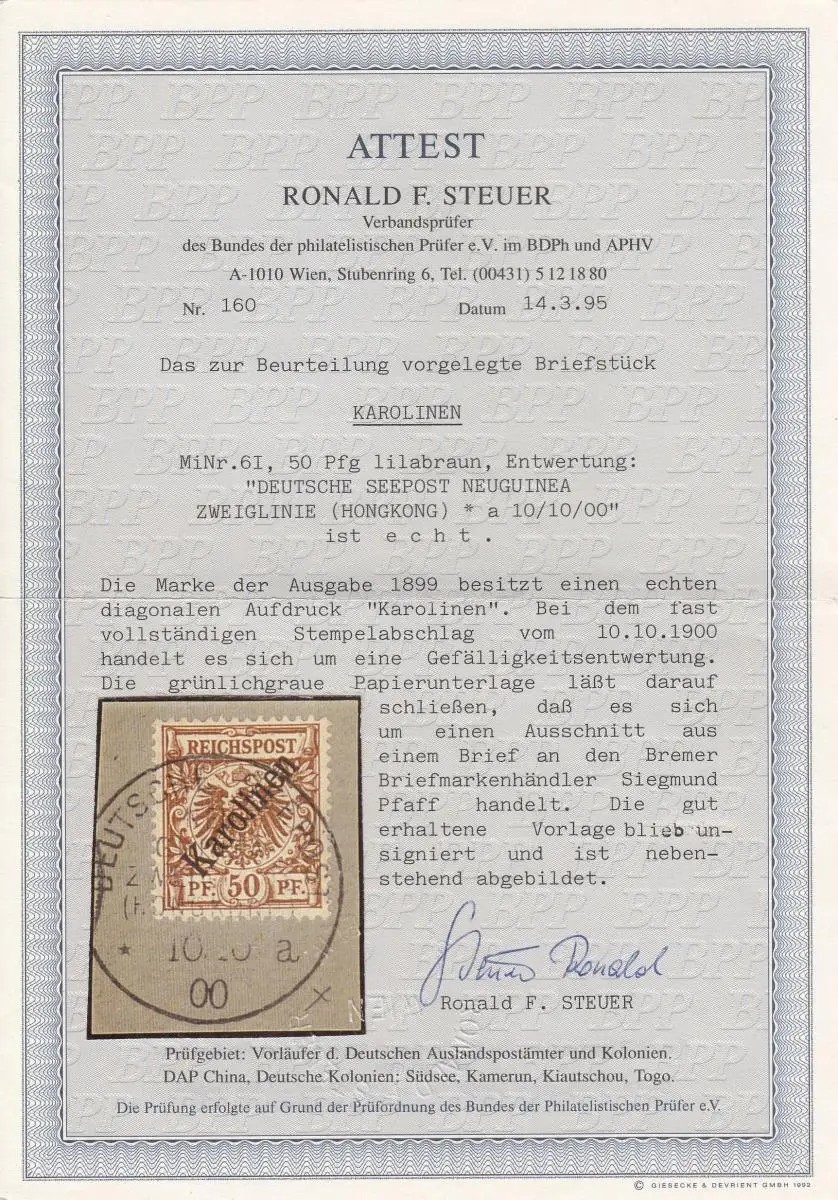 ATTEST
RONALD F. STEUER
Verbandsprüfer
des Bundes der philatelistischen Prüfer e.V. im BDPh und APHV
A-1010 Wien, Stubenring 6, Tel. (00431) 5 12 18 80
Nr. 160 Datum 14.3.95
Das zur Beurteilung vorgelegte Briefstück
KAROLINEN
MiNr.6I, 50 Pfg lilabraun, Entwertung:
"DEUTSCHE SEEPOST NEUGUINEA
ZWEIGLINIE (HONGKONG) * a 10/10/00"
ist e c h t .
Die Marke der Ausgabe 1899 besitzt einen echten
diagonalen Aufdruck "Karolinen". Bei dem fast
vollständigen Stempelabschlag vom 10.10.1900
handelt es sich um eine Gefälligkeitsentwertung.
Die grünlichgraue Papierunterlage läßt darauf
schließen, daß es sich
um einen Ausschnitt aus
einem Brief an den Bremer
Briefmarkenhändler Siegmund
Pfaff handelt. Die gut
erhaltene Vorlage blieb un-
signiert und ist neben-
stehend abgebildet.
REICHSPOST
Karolinen
PF. 50 PF.
DEUTSCHE
* 10/10 a
00
Steuer Ronald
Ronald F. STEUER
Prüfgebiet: Vorläufer d. Deutschen Auslandspostämter und Kolonien.
DAP China, Deutsche Kolonien: Südsee, Kamerun, Kiautschou, Togo.
Die Prüfung erfolgte auf Grund der Prüfordnung des Bundes der Philatelistischen Prüfer e.V.
© GIESECKE & DEVRIENT GMBH 1992